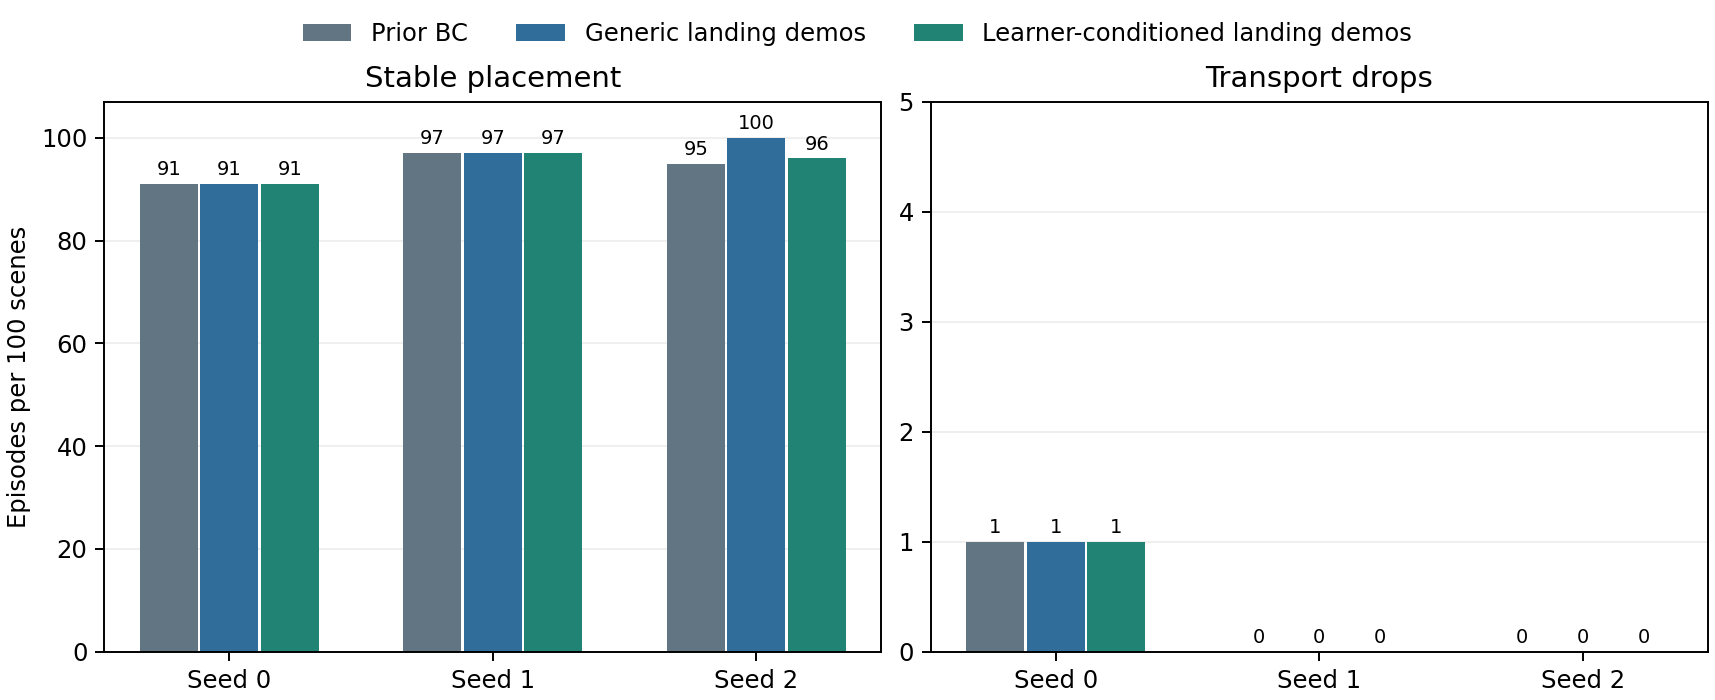 Prior BC
Generic landing demos
Learner-conditioned landing demos
Stable placement
Episodes per 100 scenes
100
80
60
40
20
0
91 91 91
97 97 97
95 100 96
Seed 0 Seed 1 Seed 2
Transport drops
5
4
3
2
1
0
1 1 1
0 0 0
0 0 0
Seed 0 Seed 1 Seed 2